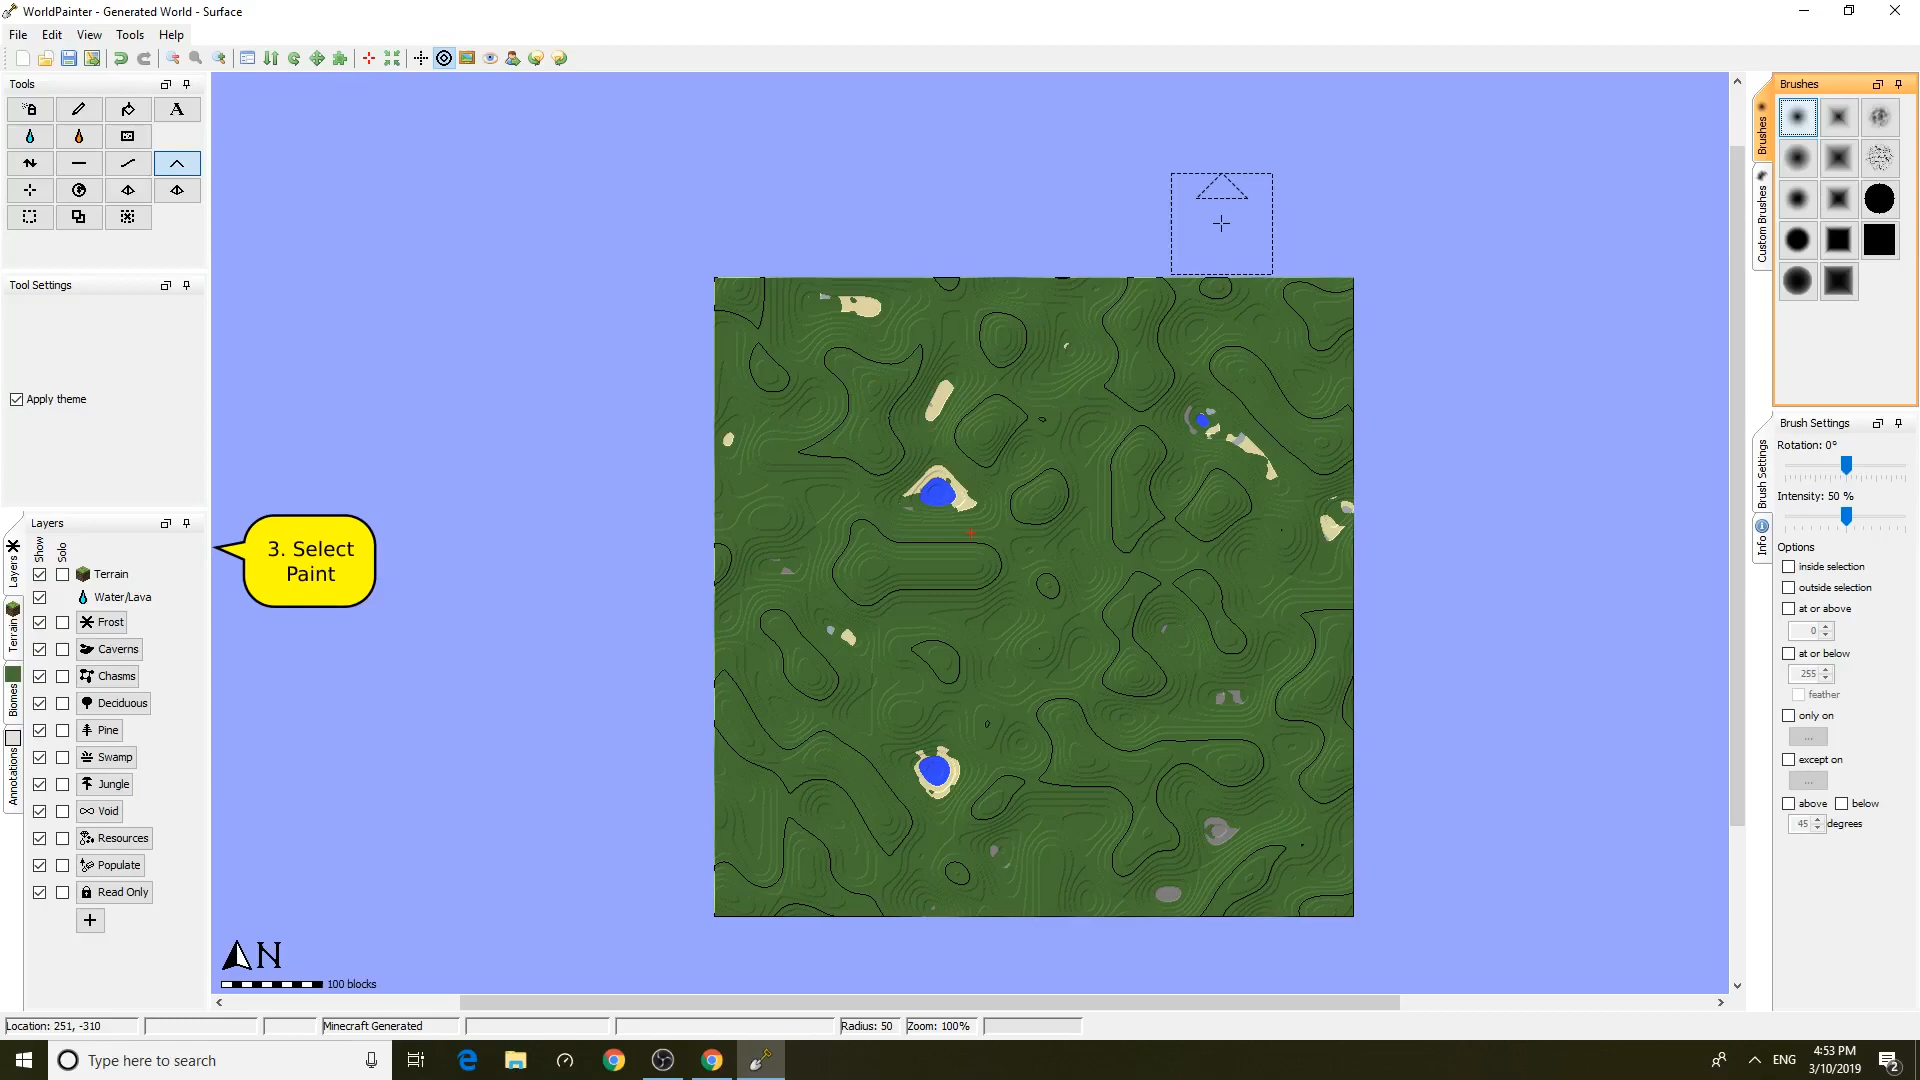 WorldPainter - Generated World - Surface
File Edit View Tools Help
Tools
A
Tool Settings
Apply theme
Layers
Show
Solo
Terrain
Water/Lava
Frost
Caverns
Chasms
Deciduous
Pine
Swamp
Jungle
Void
Resources
Populate
Read Only
Layers
Terrain
Biomes
Annotations
3. Select
Paint
N
100 blocks
Brushes
Brushes
Custom Brushes
Brush Settings
Brush Settings
Info
Rotation: 0°
Intensity: 50 %
Options
inside selection
outside selection
at or above
0
at or below
255
feather
only on
...
except on
...
above below
45 degrees
Location: 251, -310
Minecraft Generated
Radius: 50
Zoom: 100%
Type here to search
ENG
4:53 PM
3/10/2019
2